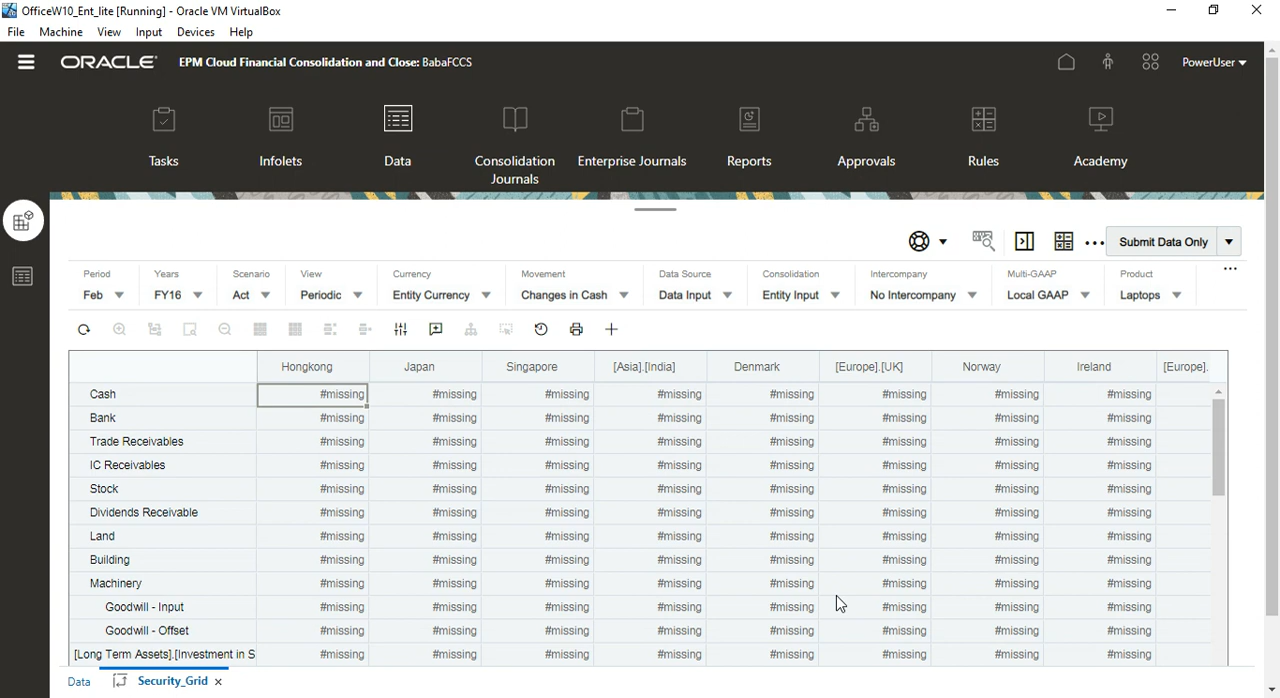 OfficeW10_Ent_lite [Running] - Oracle VM VirtualBox
File Machine View Input Devices Help
ORACLE EPM Cloud Financial Consolidation and Close: BabaFCCS PowerUser
Tasks Infolets Data Consolidation Journals Enterprise Journals Reports Approvals Rules Academy
Submit Data Only
Period Years Scenario View Currency Movement Data Source Consolidation Intercompany Multi-GAAP Product
Feb FY16 Act Periodic Entity Currency Changes in Cash Data Input Entity Input No Intercompany Local GAAP Laptops
Hongkong Japan Singapore [Asia].[India] Denmark [Europe].[UK] Norway Ireland [Europe].
Cash #missing #missing #missing #missing #missing #missing #missing #missing
Bank #missing #missing #missing #missing #missing #missing #missing #missing
Trade Receivables #missing #missing #missing #missing #missing #missing #missing #missing
IC Receivables #missing #missing #missing #missing #missing #missing #missing #missing
Stock #missing #missing #missing #missing #missing #missing #missing #missing
Dividends Receivable #missing #missing #missing #missing #missing #missing #missing #missing
Land #missing #missing #missing #missing #missing #missing #missing #missing
Building #missing #missing #missing #missing #missing #missing #missing #missing
Machinery #missing #missing #missing #missing #missing #missing #missing #missing
Goodwill - Input #missing #missing #missing #missing #missing #missing #missing #missing
Goodwill - Offset #missing #missing #missing #missing #missing #missing #missing #missing
[Long Term Assets].[Investment in S #missing #missing #missing #missing #missing #missing #missing #missing
Data Security_Grid